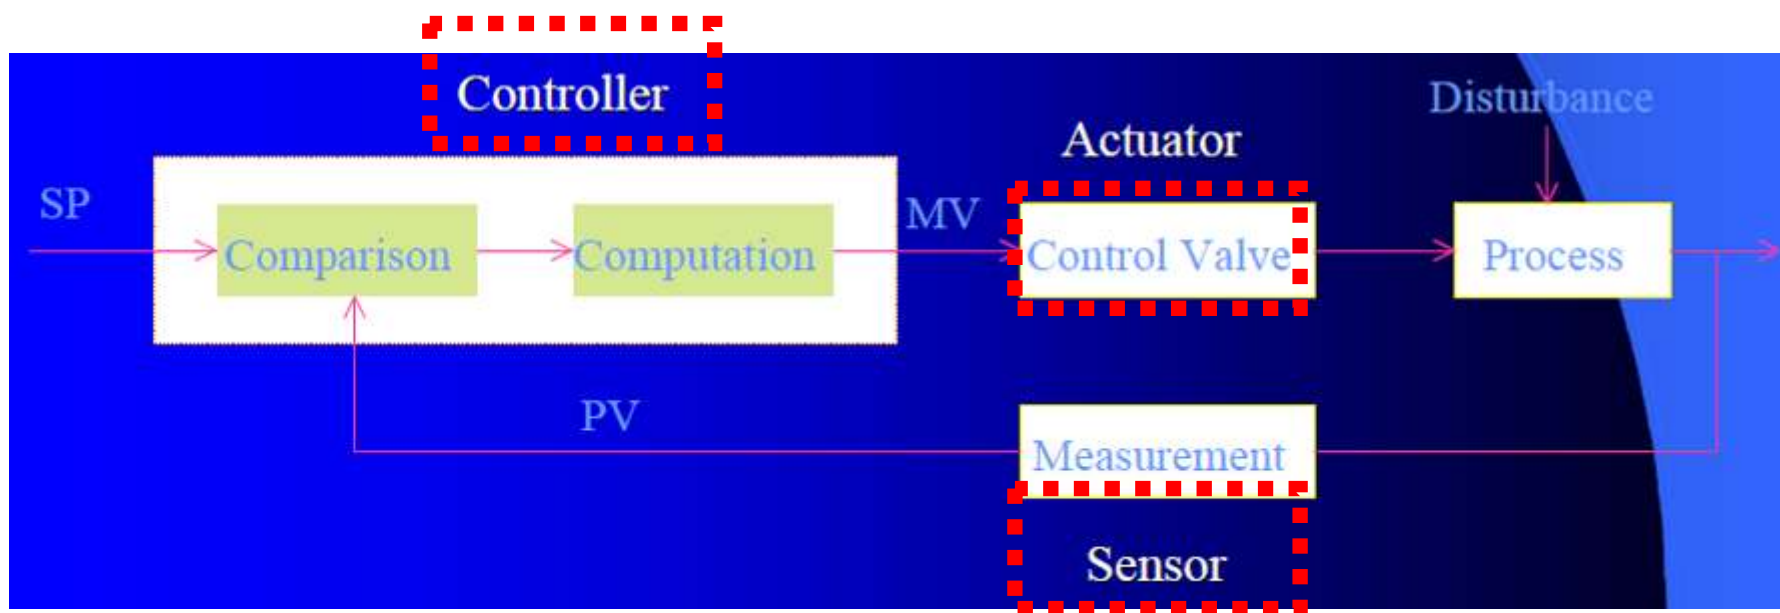 Controller
Disturbance
Actuator
SP
MV
Comparison
Computation
Control Valve
Process
PV
Measurement
Sensor